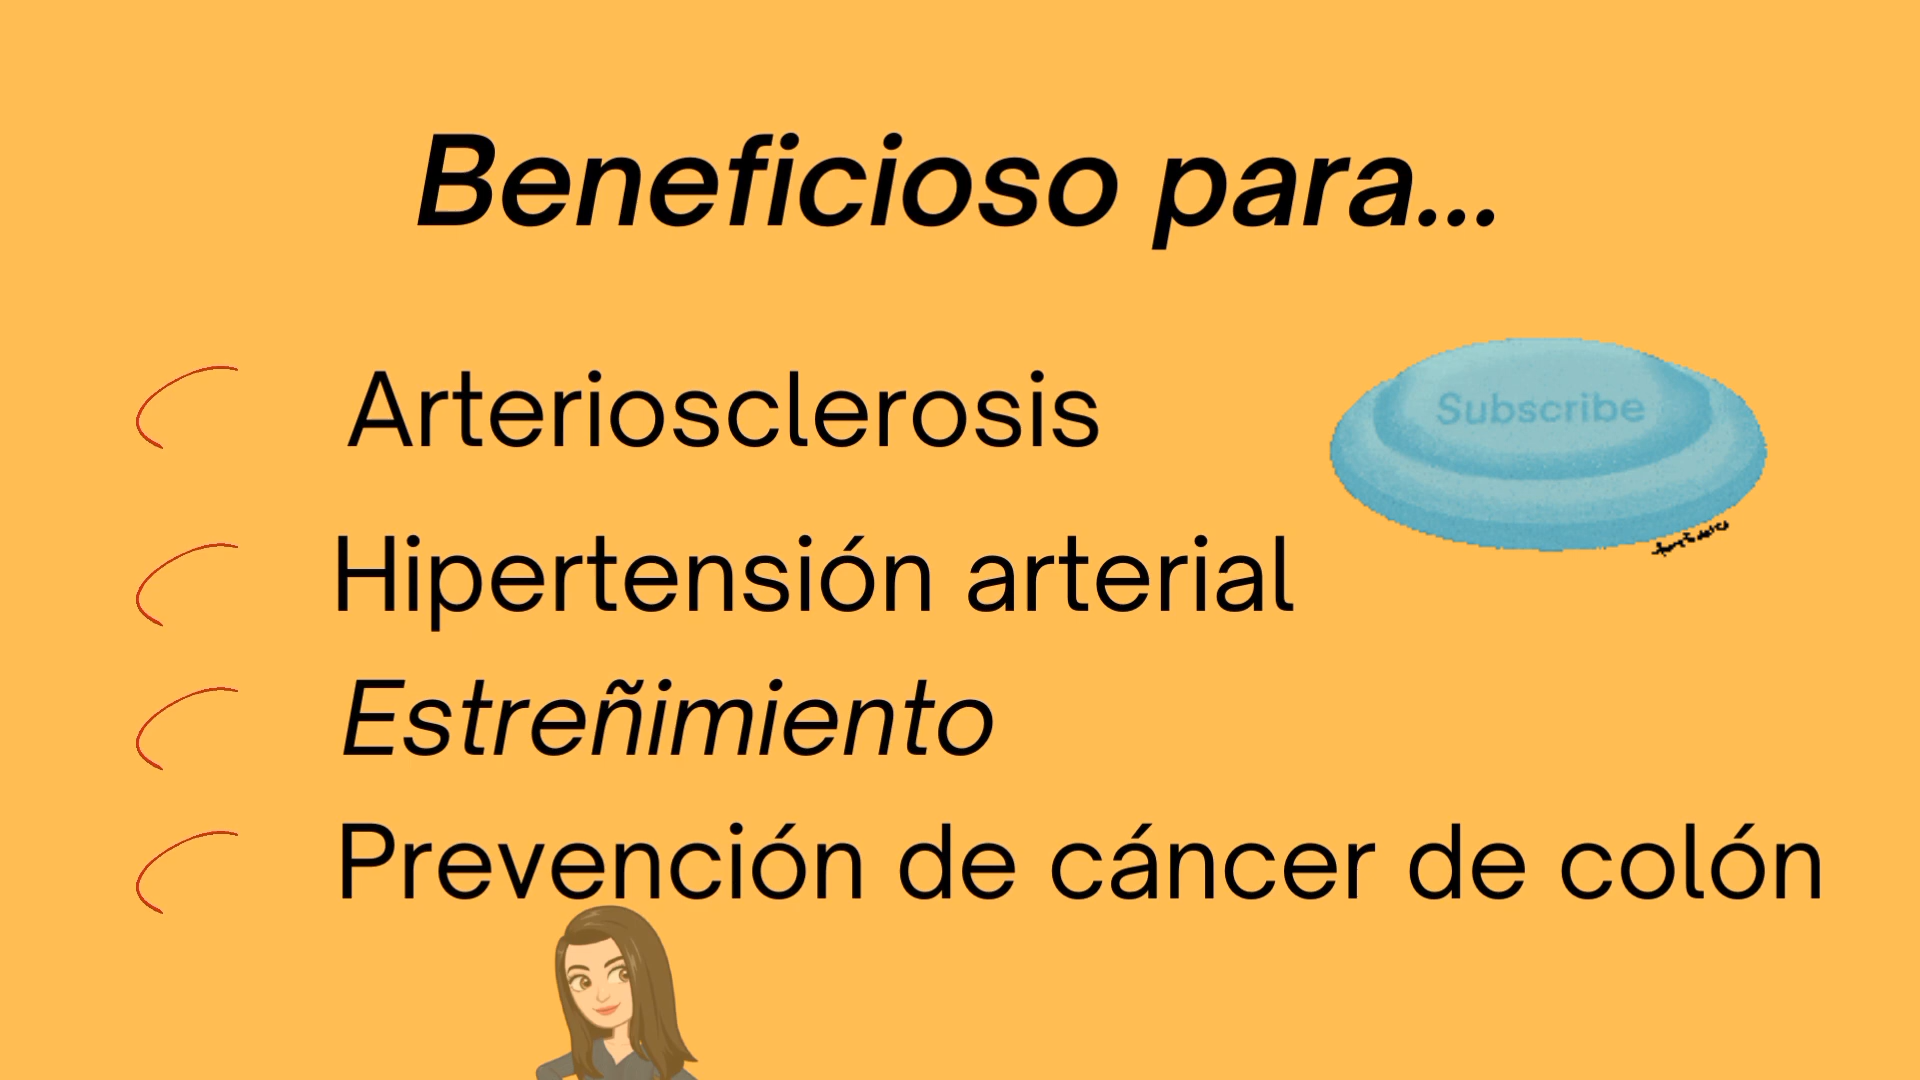 Beneficioso para...
Arteriosclerosis
Subscribe
Hipertensión arterial
Estreñimiento
Prevención de cáncer de colón